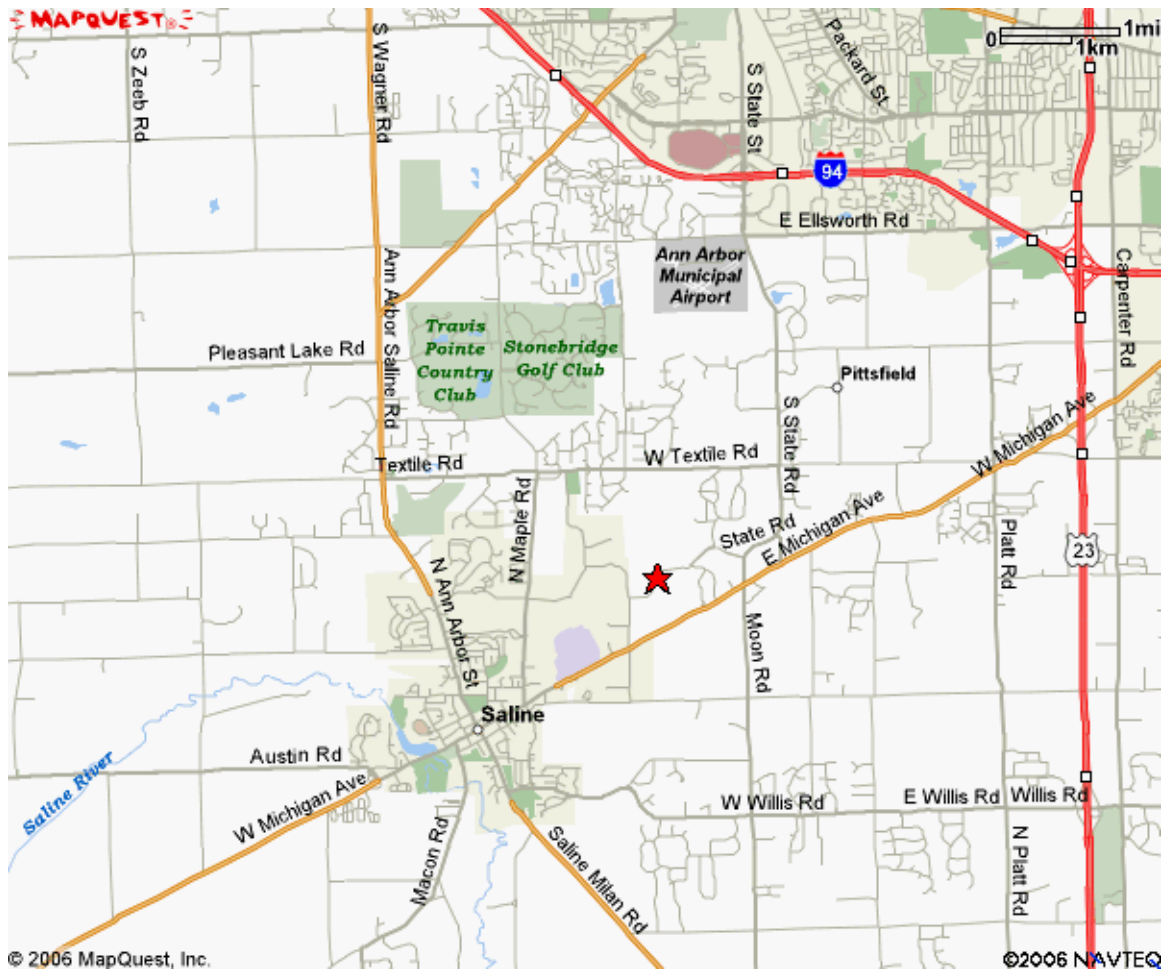 MAPQUEST
S Zeeb Rd
S Wagner Rd
S State St
Packard St
0
1mi
1km
94
E Ellsworth Rd
Ann Arbor
Municipal
Airport
Ann Arbor Saline Rd
Carpenter Rd
Travis
Pointe
Country
Club
Stonebridge
Golf Club
Pleasant Lake Rd
Pittsfield
S State Rd
W Michigan Ave
Textile Rd
W Textile Rd
N Maple Rd
State Rd
E Michigan Ave
Platt Rd
23
N Ann Arbor St
Moon Rd
Saline
Saline River
Austin Rd
W Michigan Ave
W Willis Rd
E Willis Rd
Willis Rd
Macon Rd
Saline Milan Rd
N Platt Rd
© 2006 MapQuest, Inc.
©2006 NAVTEQ